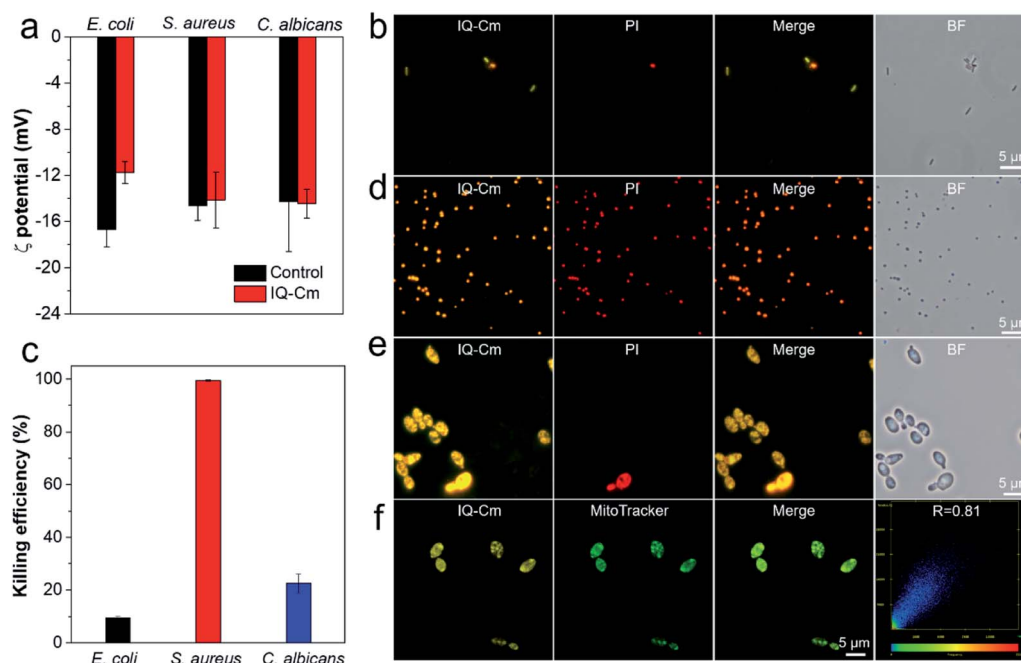 a
E. coli S. aureus C. albicans
0
-4
-8
-12
-16
-20
-24
ζ potential (mV)
Control
IQ-Cm
b
IQ-Cm PI Merge BF
5 μm
c
100
80
60
40
20
0
Killing efficiency (%)
E. coli S. aureus C. albicans
d
IQ-Cm PI Merge BF
5 μm
e
IQ-Cm PI Merge BF
5 μm
f
IQ-Cm MitoTracker Merge R=0.81
5 μm